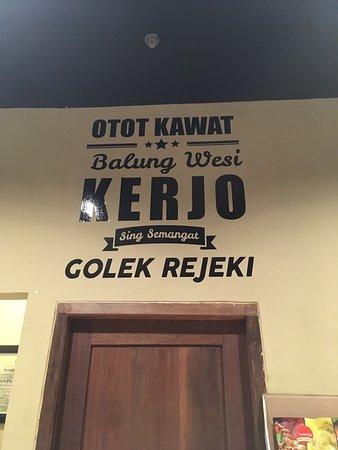 OTOT KAWAT
Balung Wesi
KERJO
Sing Semangat
GOLEK REJEKI